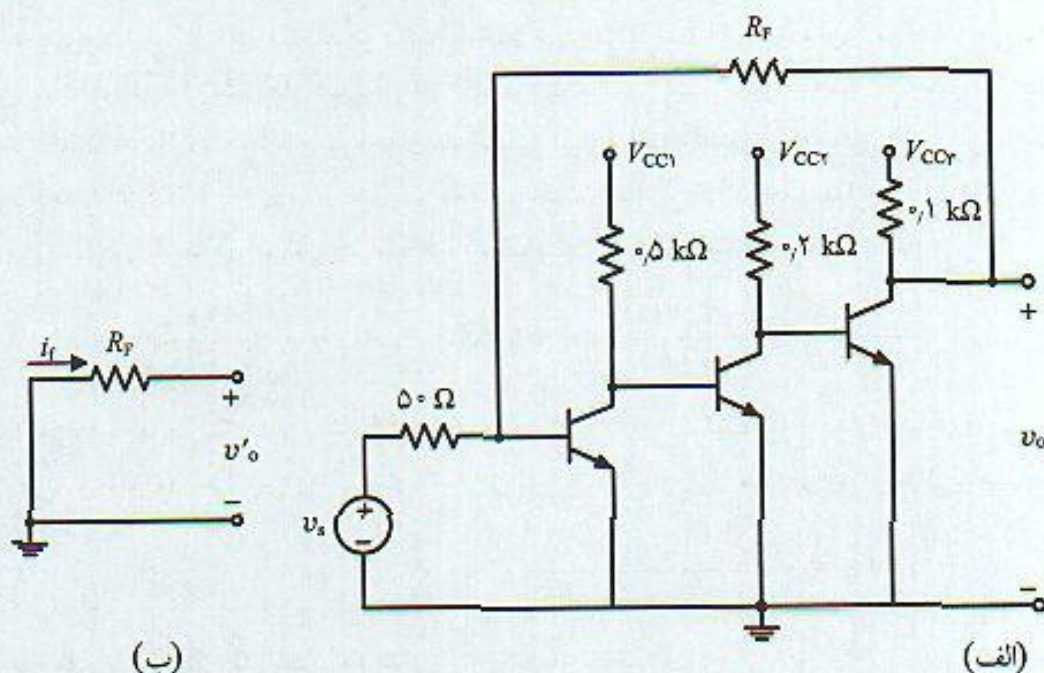 R_F
V_CC۱
V_CC۲
V_CC۳
۰٫۵ kΩ
۰٫۲ kΩ
۰٫۱ kΩ
+
v_o
−
i_f
R_F
+
v'_o
−
۵۰ Ω
v_s
+
−
(ب)
(الف)